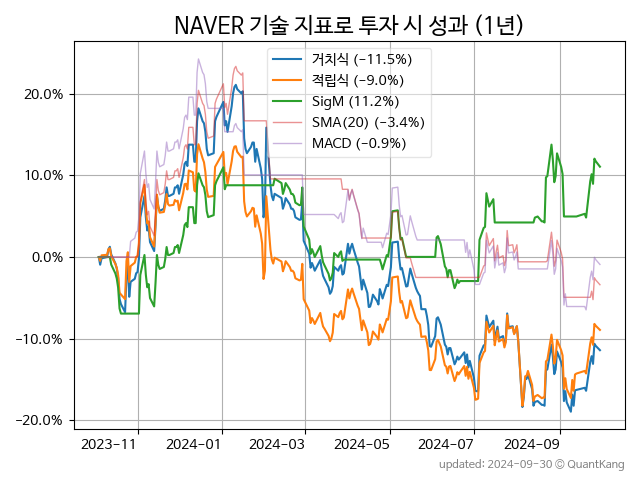 NAVER 기술 지표로 투자 시 성과 (1년)
거치식 (−11.5%)
적립식 (−9.0%)
SigM (11.2%)
SMA(20) (−3.4%)
MACD (−0.9%)
20.0%
10.0%
0.0%
−10.0%
−20.0%
2023−11
2024−01
2024−03
2024−05
2024−07
2024−09
updated: 2024−09−30 © QuantKang